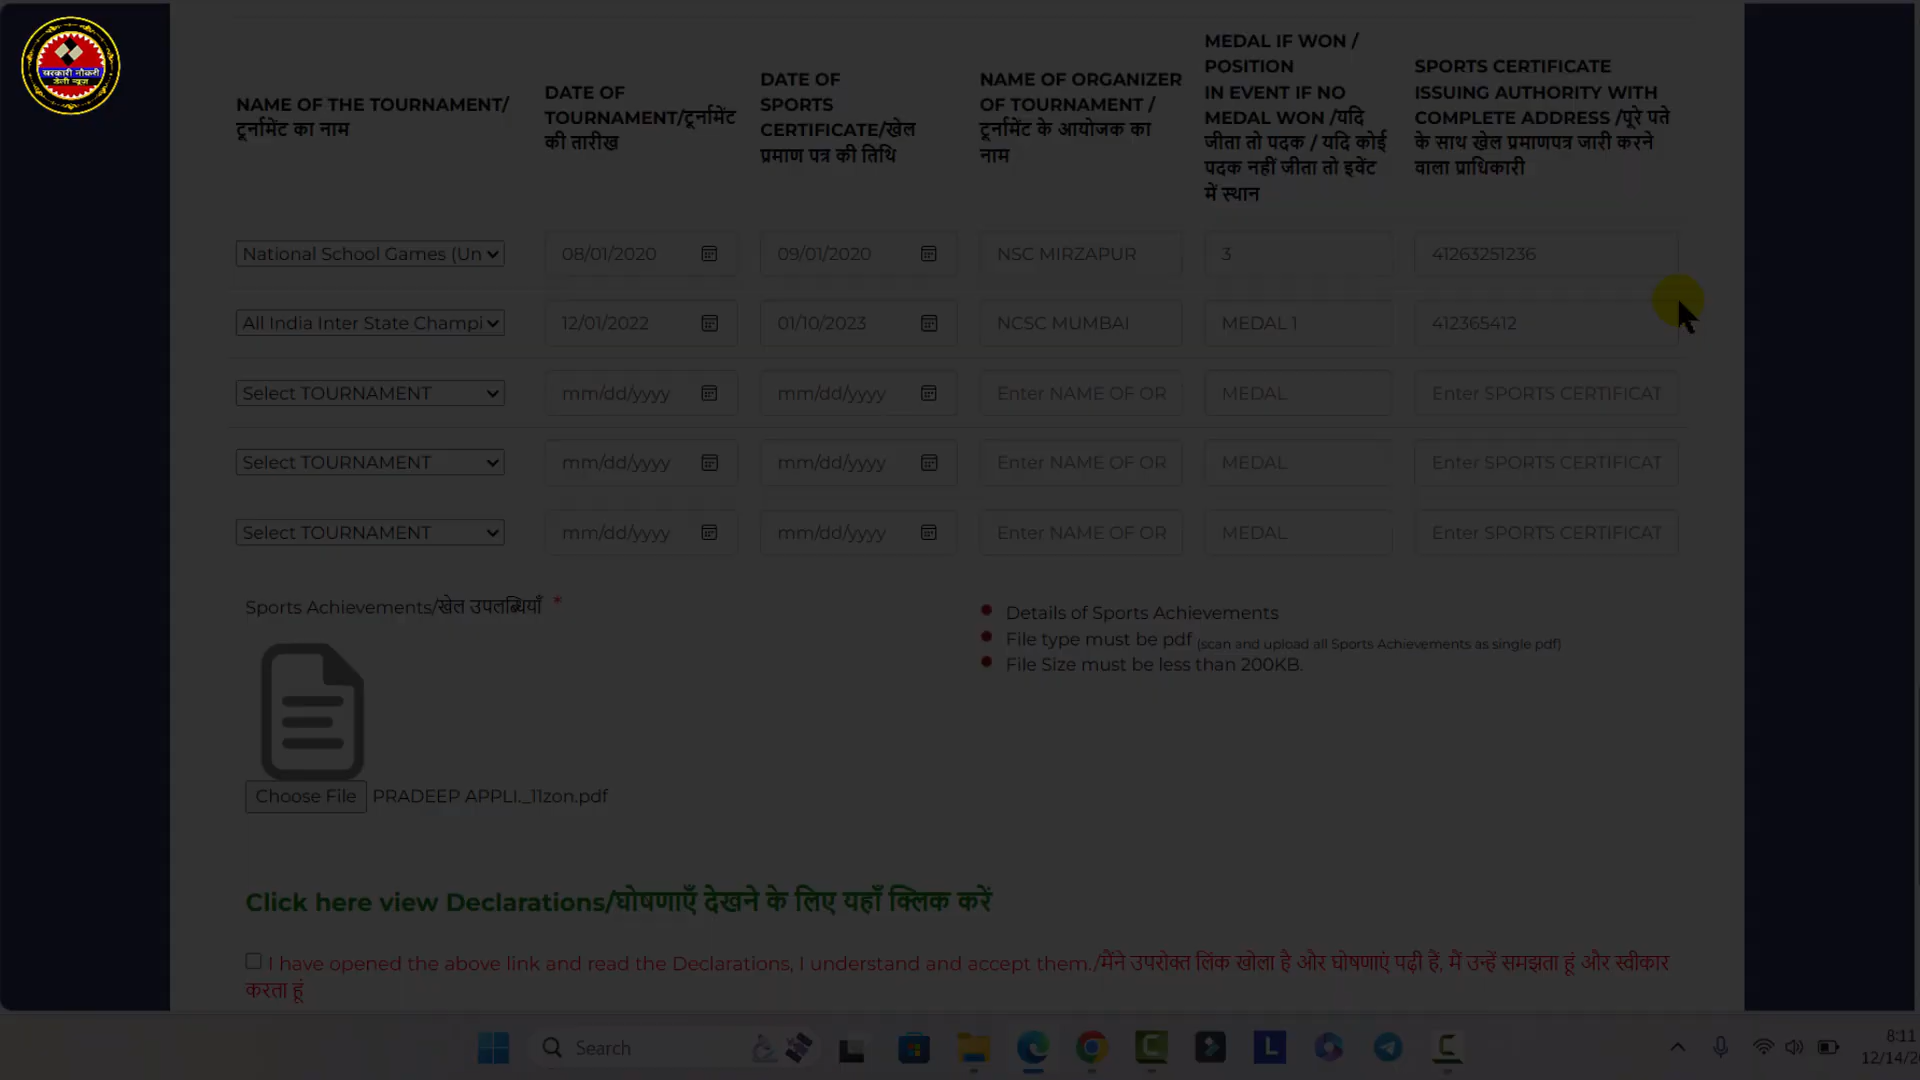 सरकारी नौकरी
डेली न्यूज
NAME OF THE TOURNAMENT/
टूर्नामेंट का नाम
DATE OF
TOURNAMENT/टूर्नामेंट
की तारीख
DATE OF
SPORTS
CERTIFICATE/खेल
प्रमाण पत्र की तिथि
NAME OF ORGANIZER
OF TOURNAMENT /
टूर्नामेंट के आयोजक का
नाम
MEDAL IF WON /
POSITION
IN EVENT IF NO
MEDAL WON /यदि
जीता तो पदक / यदि कोई
पदक नहीं जीता तो इवेंट
में स्थान
SPORTS CERTIFICATE
ISSUING AUTHORITY WITH
COMPLETE ADDRESS /पूरे पते
के साथ खेल प्रमाणपत्र जारी करने
वाला प्राधिकारी
National School Games (Un 08/01/2020 09/01/2020 NSC MIRZAPUR 3 41263251236
All India Inter State Champi 12/01/2022 01/10/2023 NCSC MUMBAI MEDAL 1 412365412
Select TOURNAMENT mm/dd/yyyy mm/dd/yyyy Enter NAME OF OR MEDAL Enter SPORTS CERTIFICAT
Select TOURNAMENT mm/dd/yyyy mm/dd/yyyy Enter NAME OF OR MEDAL Enter SPORTS CERTIFICAT
Select TOURNAMENT mm/dd/yyyy mm/dd/yyyy Enter NAME OF OR MEDAL Enter SPORTS CERTIFICAT
Sports Achievements/खेल उपलब्धियाँ *
Details of Sports Achievements
File type must be pdf (scan and upload all Sports Achievements as single pdf)
File Size must be less than 200KB.
Choose File PRADEEP APPLI._11zon.pdf
Click here view Declarations/घोषणाएँ देखने के लिए यहाँ क्लिक करें
I have opened the above link and read the Declarations, I understand and accept them./मैंने उपरोक्त लिंक खोला है और घोषणाएं पढ़ी हैं, मैं उन्हें समझता हूं और स्वीकार
करता हूं
Search
8:11
12/14/2